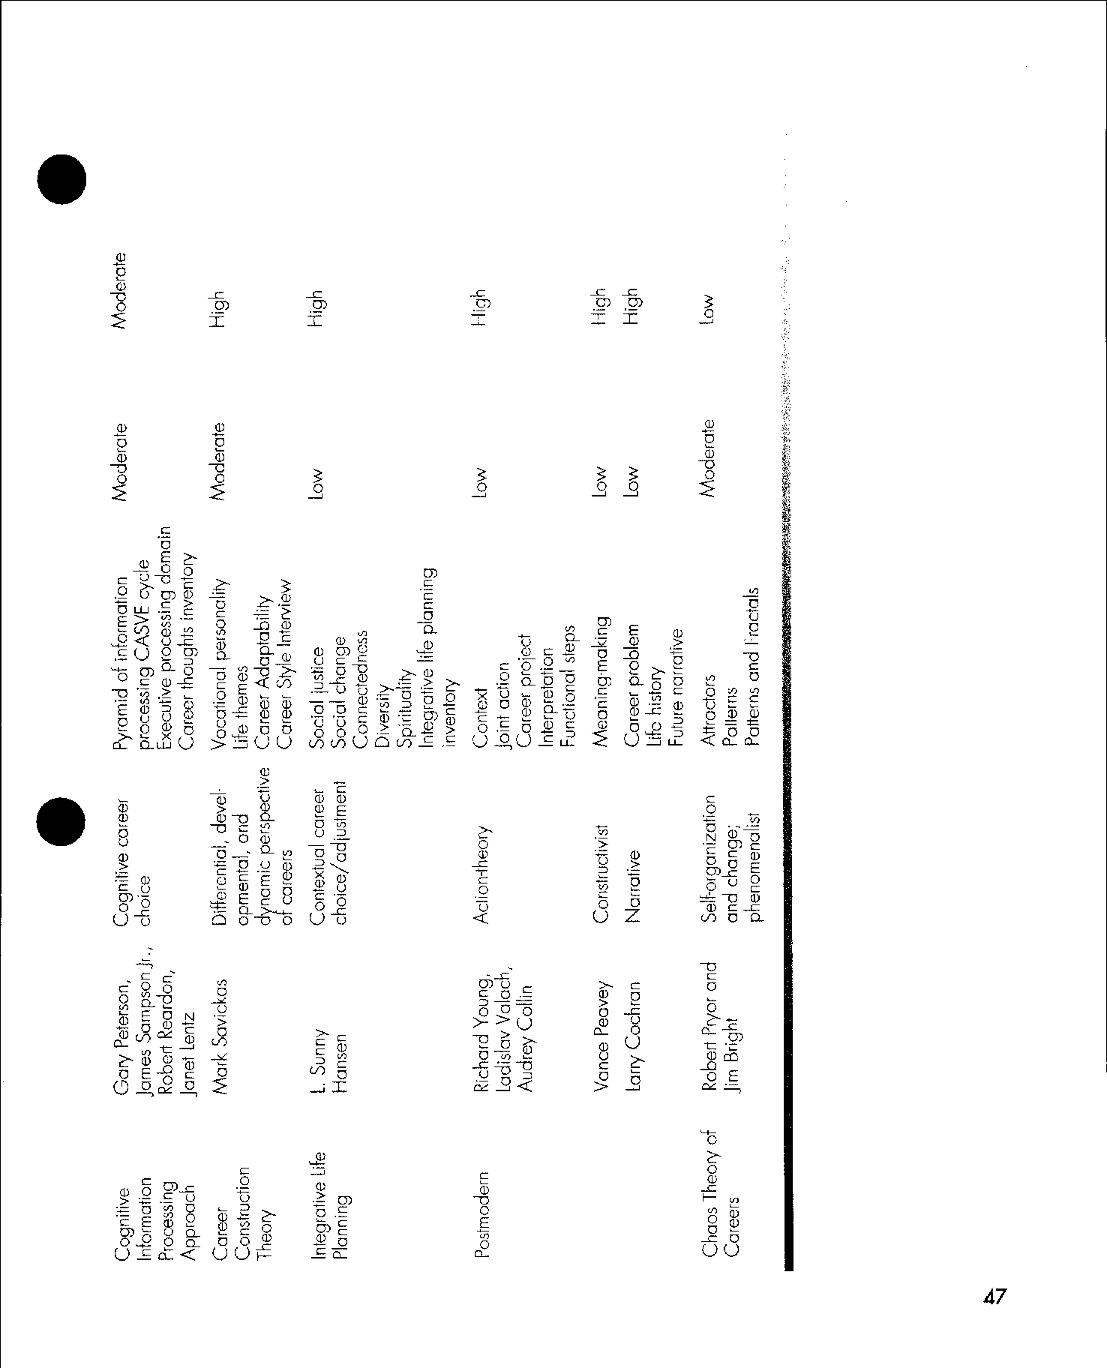 Cognitive
Information
Processing
Approach
Gary Peterson,
James Sampson Jr.,
Robert Reardon,
Janet Lentz
Cognitive career
choice
Pyramid of information
processing CASVE cycle
Executive processing domain
Career thoughts inventory
Moderate
Moderate
Career
Construction
Theory
Mark Savickas
Differential, devel-
opmental, and
dynamic perspective
of careers
Vocational personality
Life themes
Career Adaptability
Career Style Interview
Moderate
High
Integrative Life
Planning
L. Sunny
Hansen
Contextual career
choice/adjustment
Social justice
Social change
Connectedness
Diversity
Spirituality
Integrative life planning
inventory
Low
High
Postmodern
Richard Young,
Ladislav Valach,
Audrey Collin
Action-theory
Context
Joint action
Career project
Interpretation
Functional steps
Low
High
Vance Peavey
Constructivist
Meaning-making
Low
High
Larry Cochran
Narrative
Career problem
Life history
Future narrative
Low
High
Chaos Theory of
Careers
Robert Pryor and
Jim Bright
Self-organization
and change;
phenomenalist
Attractors
Patterns
Patterns and Fractals
Moderate
Low
47